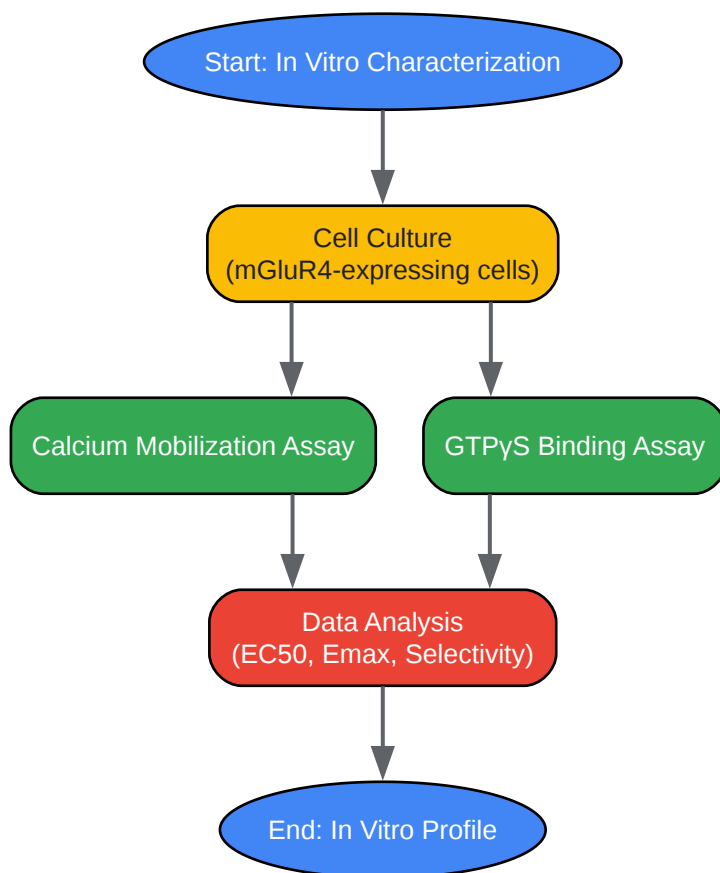 Start: In Vitro Characterization
Cell Culture
(mGluR4-expressing cells)
Calcium Mobilization Assay
GTPγS Binding Assay
Data Analysis
(EC50, Emax, Selectivity)
End: In Vitro Profile